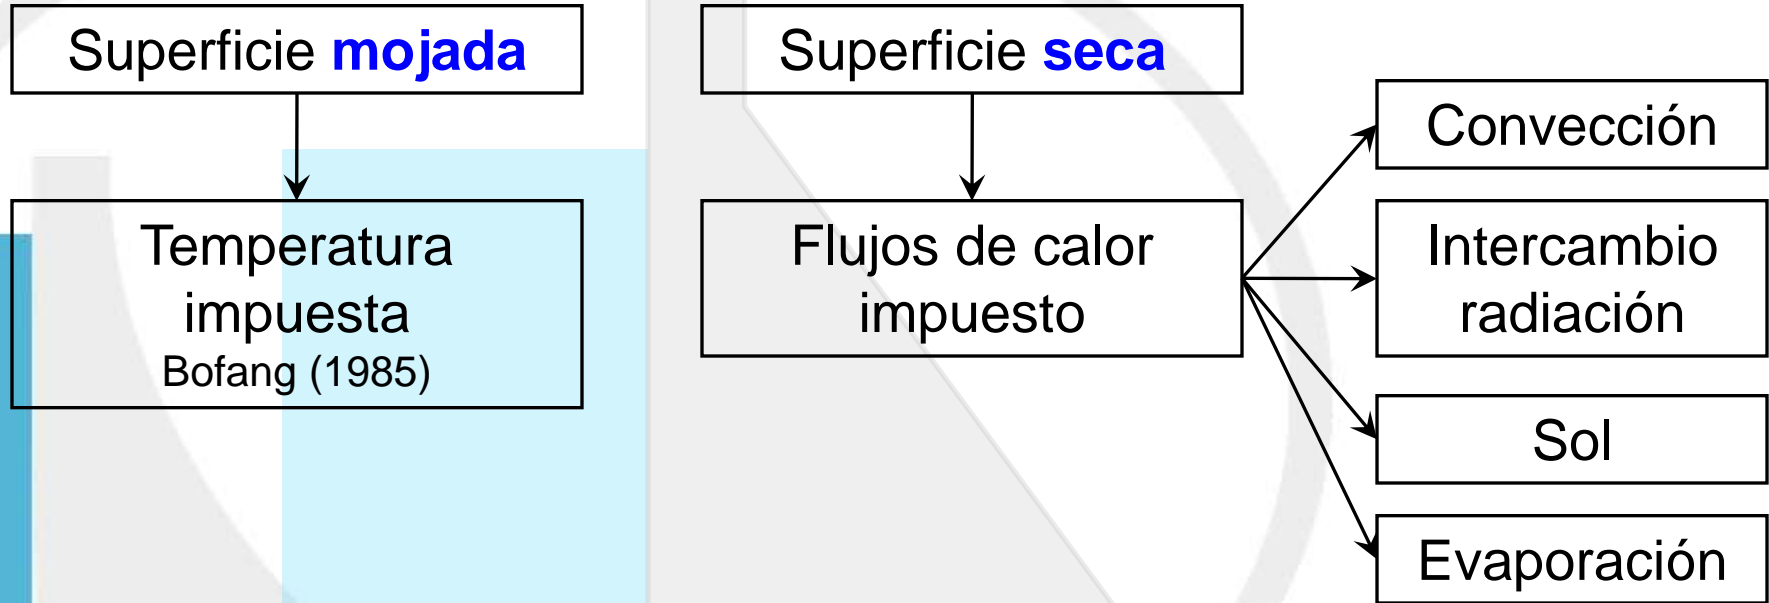 Superficie mojada
Temperatura
impuesta
Bofang (1985)
Superficie seca
Flujos de calor
impuesto
Convección
Intercambio
radiación
Sol
Evaporación